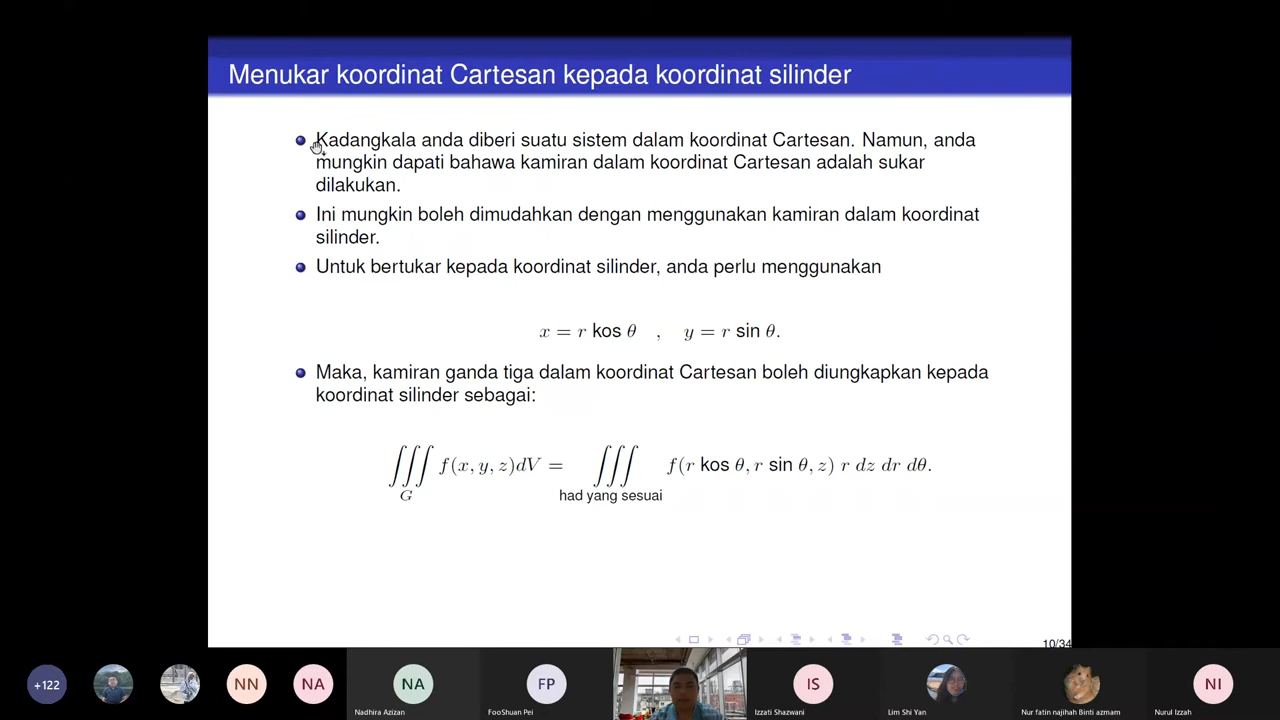 Menukar koordinat Cartesan kepada koordinat silinder
Kadangkala anda diberi suatu sistem dalam koordinat Cartesan. Namun, anda
mungkin dapati bahawa kamiran dalam koordinat Cartesan adalah sukar
dilakukan.
Ini mungkin boleh dimudahkan dengan menggunakan kamiran dalam koordinat
silinder.
Untuk bertukar kepada koordinat silinder, anda perlu menggunakan
x = r kos θ , y = r sin θ.
Maka, kamiran ganda tiga dalam koordinat Cartesan boleh diungkapkan kepada
koordinat silinder sebagai:
∭ f(x, y, z)dV = ∭ f(r kos θ, r sin θ, z) r dz dr dθ.
G had yang sesuai
10/34
+122 NN NA NA FP IS NI
Nadhira Azizan FooShuan Pei Izzati Shazwani Lim Shi Yan Nur fatin najihah Binti azmam Nurul Izzah